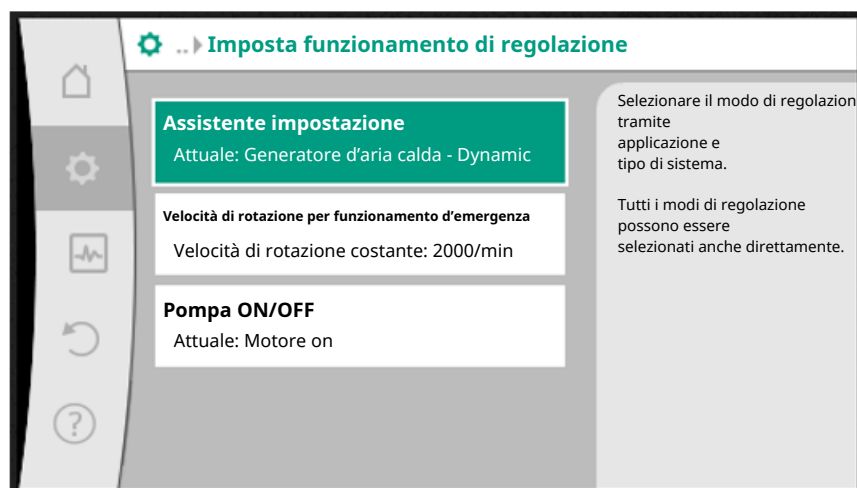 .. Imposta funzionamento di regolazione
Assistente impostazione
Attuale: Generatore d’aria calda - Dynamic
Velocità di rotazione per funzionamento d’emergenza
Velocità di rotazione costante: 2000/min
Pompa ON/OFF
Attuale: Motore on
Selezionare il modo di regolazion
tramite
applicazione e
tipo di sistema.
Tutti i modi di regolazione
possono essere
selezionati anche direttamente.
?